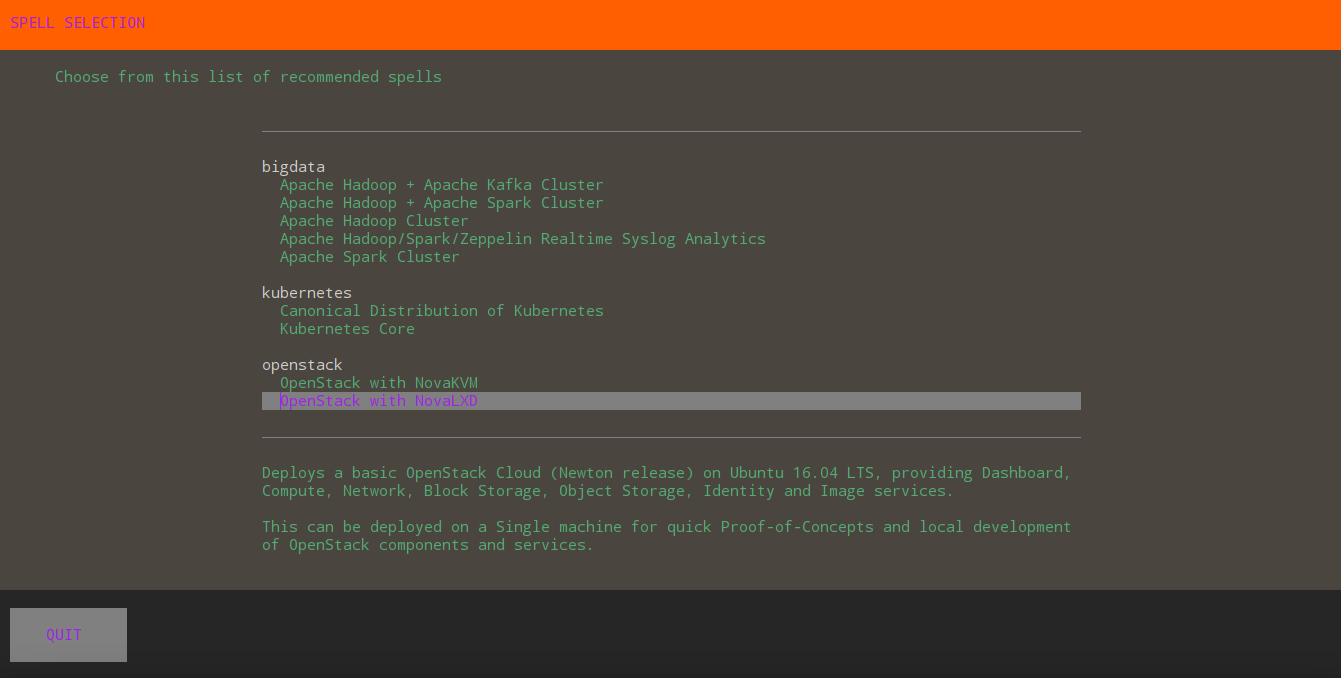 SPELL SELECTION
Choose from this list of recommended spells
bigdata
Apache Hadoop + Apache Kafka Cluster
Apache Hadoop + Apache Spark Cluster
Apache Hadoop Cluster
Apache Hadoop/Spark/Zeppelin Realtime Syslog Analytics
Apache Spark Cluster
kubernetes
Canonical Distribution of Kubernetes
Kubernetes Core
openstack
OpenStack with NovaKVM
OpenStack with NovaLXD
Deploys a basic OpenStack Cloud (Newton release) on Ubuntu 16.04 LTS, providing Dashboard,
Compute, Network, Block Storage, Object Storage, Identity and Image services.
This can be deployed on a Single machine for quick Proof-of-Concepts and local development
of OpenStack components and services.
QUIT